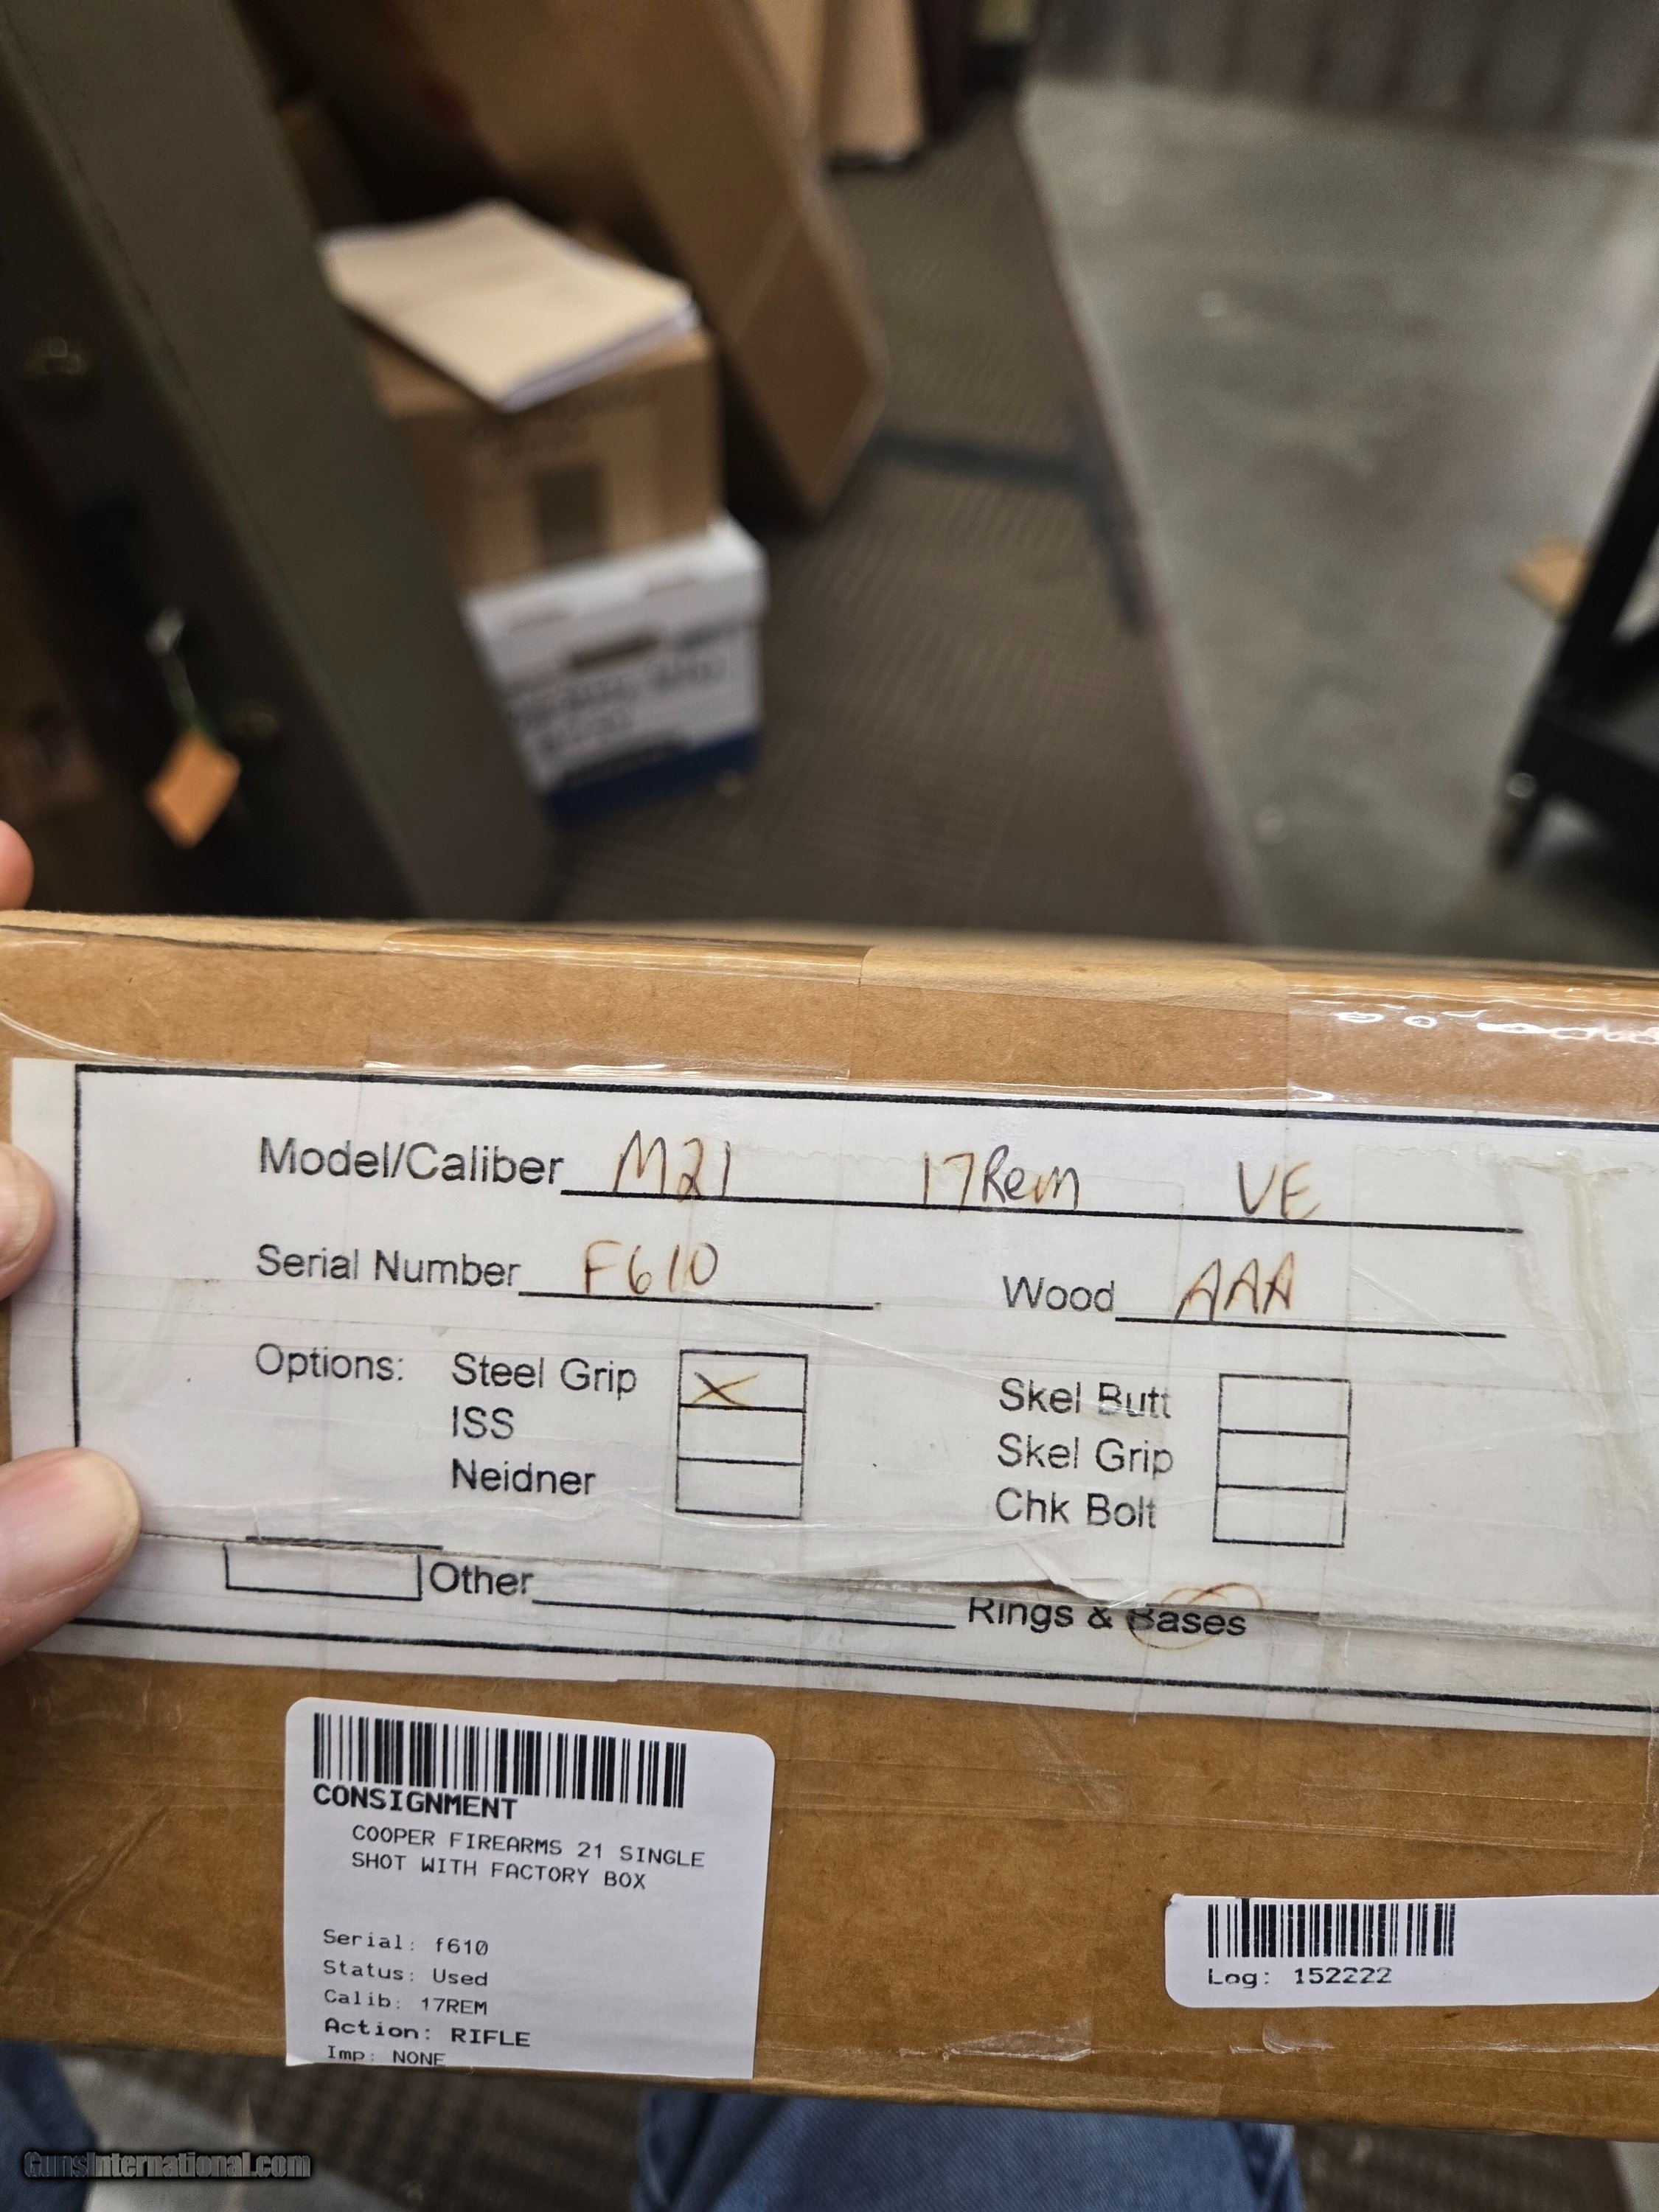 Model/Caliber M21 17Rem VE
Serial Number F610 Wood AAA
Options: Steel Grip X Skel Butt
ISS Skel Grip
Neidner Chk Bolt
Other Rings & Bases
CONSIGNMENT
COOPER FIREARMS 21 SINGLE
SHOT WITH FACTORY BOX
Serial: f610
Status: Used
Calib: 17REM
Action: RIFLE
Imp: NONE
Log: 152222
GunsInternational.com